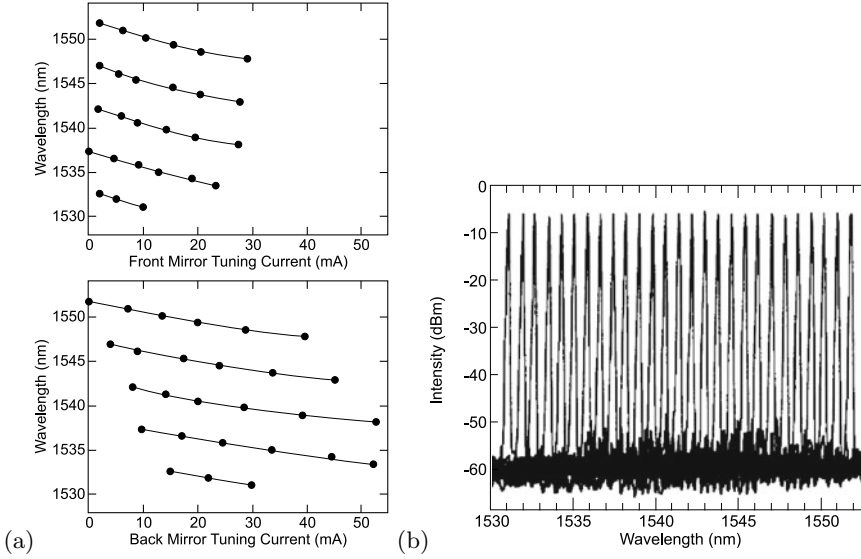 1550
1545
1540
1535
1530
Wavelength (nm)
0 10 20 30 40 50
Front Mirror Tuning Current (mA)
1550
1545
1540
1535
1530
Wavelength (nm)
0 10 20 30 40 50
Back Mirror Tuning Current (mA)
(a)
0
-10
-20
-30
-40
-50
-60
Intensity (dBm)
1530 1535 1540 1545 1550
Wavelength (nm)
(b)